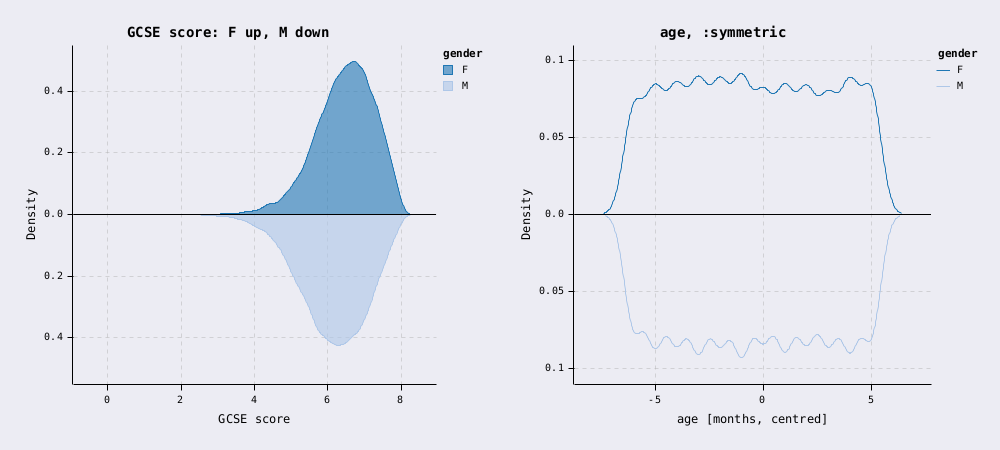 GCSE score: F up, M down
gender
F
M
Density
0.4
0.2
0.0
0.2
0.4
0
2
4
6
8
GCSE score
age, :symmetric
gender
F
M
Density
0.1
0.05
0.0
0.05
0.1
-5
0
5
age [months, centred]